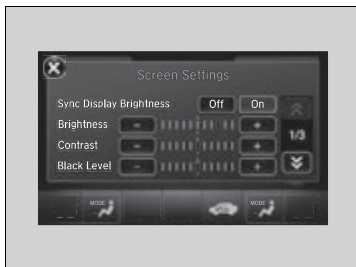 Screen Settings
Sync Display Brightness Off On
Brightness - +
1/3
Contrast - +
Black Level - +
MODE MODE